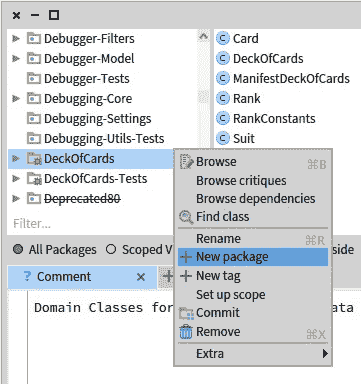 Debugger-Filters
Debugger-Model
Debugger-Tests
Debugging-Core
Debugging-Settings
Debugging-Utils-Tests
DeckOfCards
DeckOfCards-Tests
Deprecated80
Filter...
Card
DeckOfCards
ManifestDeckOfCards
Rank
RankConstants
Suit
All Packages Scoped V
side
? Comment × +
Domain Classes for
ata
Browse ⌘B
Browse critiques
Browse dependencies
Find class
Rename ⌘R
New package
New tag
Set up scope
Commit
Remove ⌘X
Extra